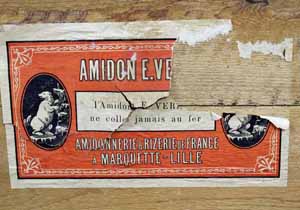 AMIDON E.VE
l'Amidon E. VER
ne colle jamais au fer
AMIDONNERIE & RIZERIE DE FRANCE
À MARQUETTE-LILLE